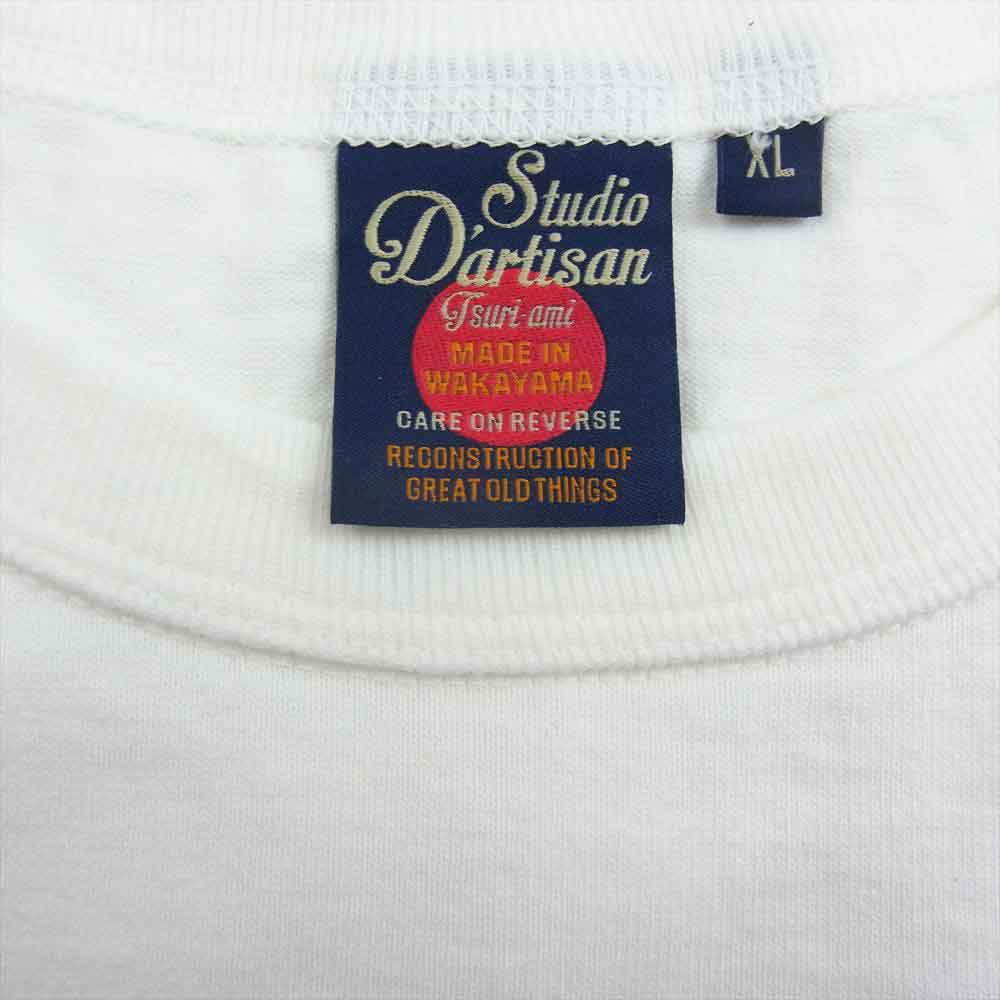 Studio
D'artisan
Tsuri-ami
MADE IN
WAKAYAMA
CARE ON REVERSE
RECONSTRUCTION OF
GREAT OLD THINGS
XL